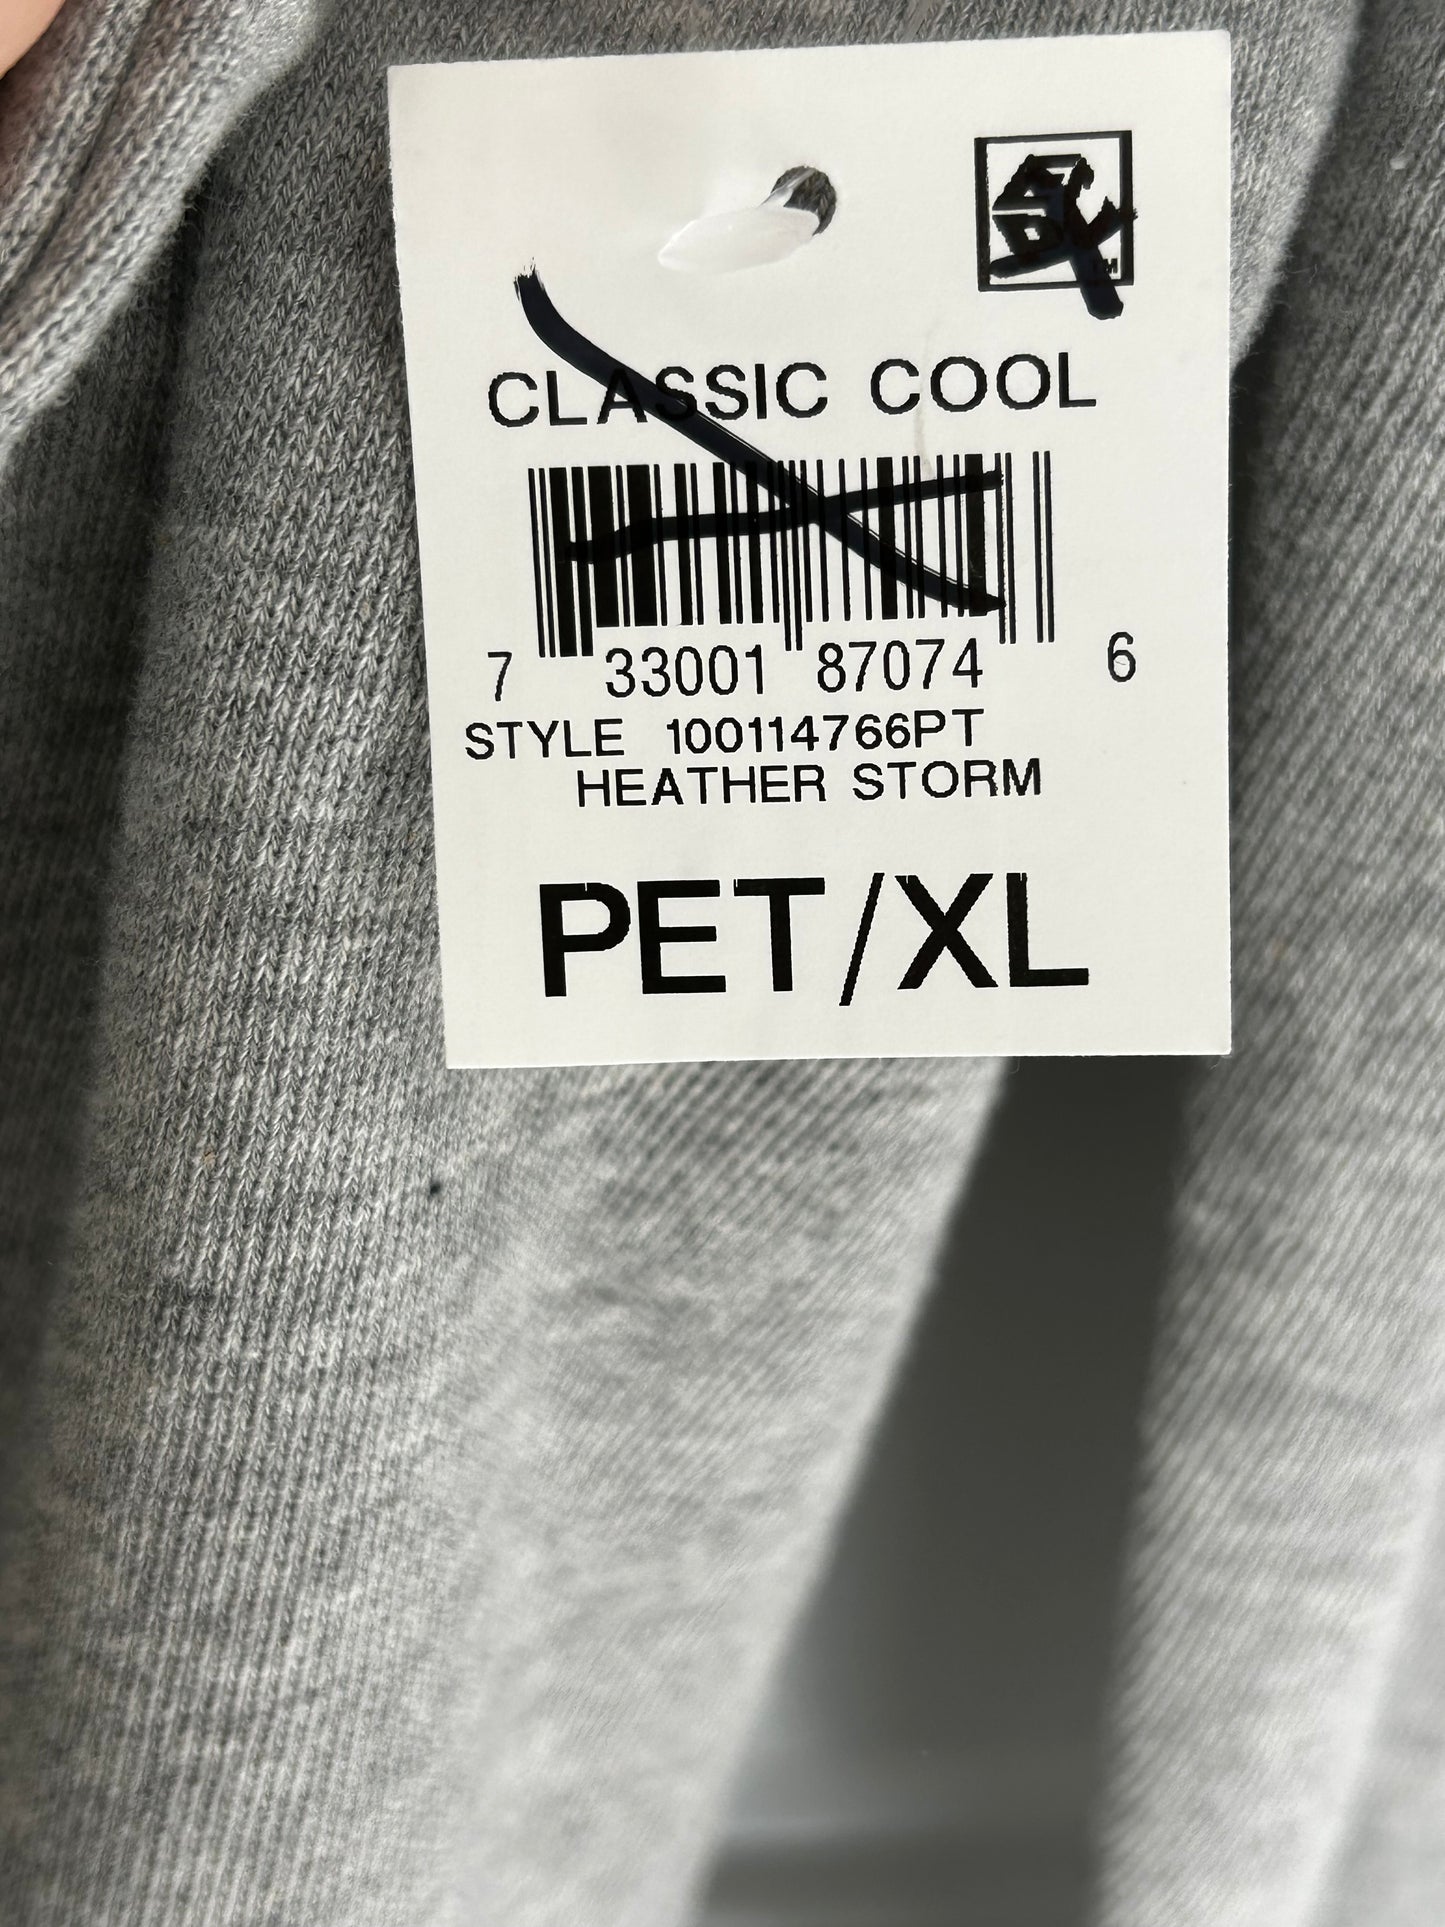 CLASSIC COOL
7 33001 87074 6
STYLE 100114766PT
HEATHER STORM
PET/XL